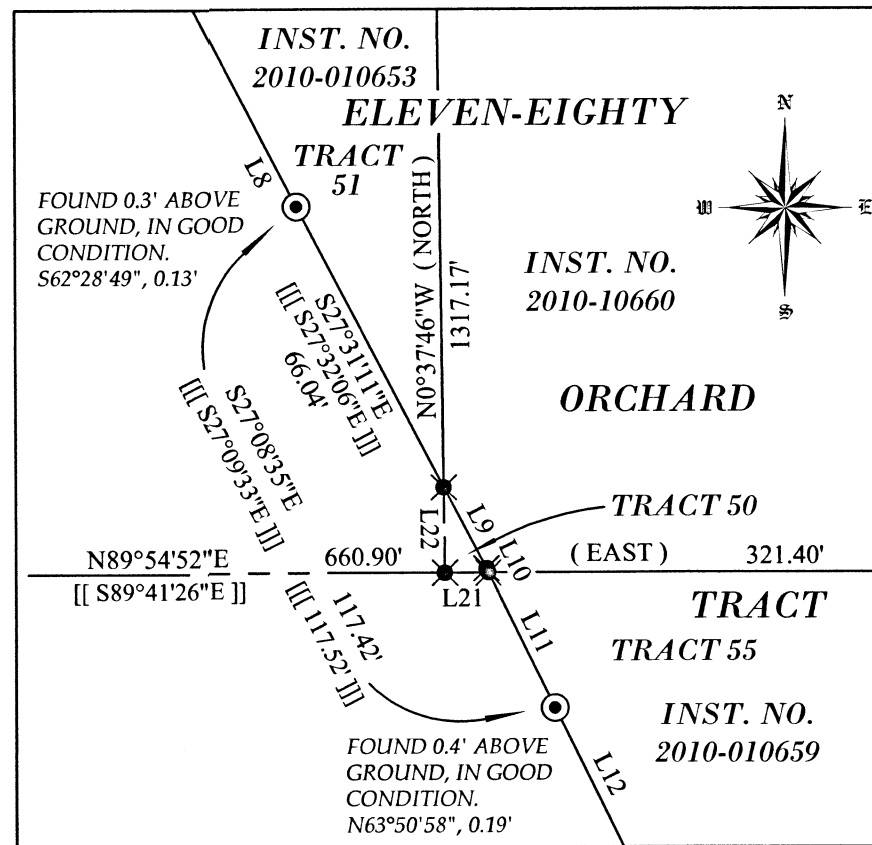 INST. NO.
2010-010653
ELEVEN-EIGHTY
TRACT
51
L8
N
W
E
S
FOUND 0.3' ABOVE
GROUND, IN GOOD
CONDITION.
S62°28'49", 0.13'
N0°37'46"W (NORTH)
1317.17'
INST. NO.
2010-10660
S27°31'11"E
[[[ S27°32'06"E ]]]
66.04'
S27°08'35"E
[[[ S27°09'33"E ]]]
ORCHARD
L9
TRACT 50
L22
L10
N89°54'52"E
660.90'
(EAST)
321.40'
[[ S89°41'26"E ]]
L21
117.42'
[[[ 117.52' ]]]
TRACT
L11
TRACT 55
INST. NO.
2010-010659
FOUND 0.4' ABOVE
GROUND, IN GOOD
CONDITION.
N63°50'58", 0.19'
L12